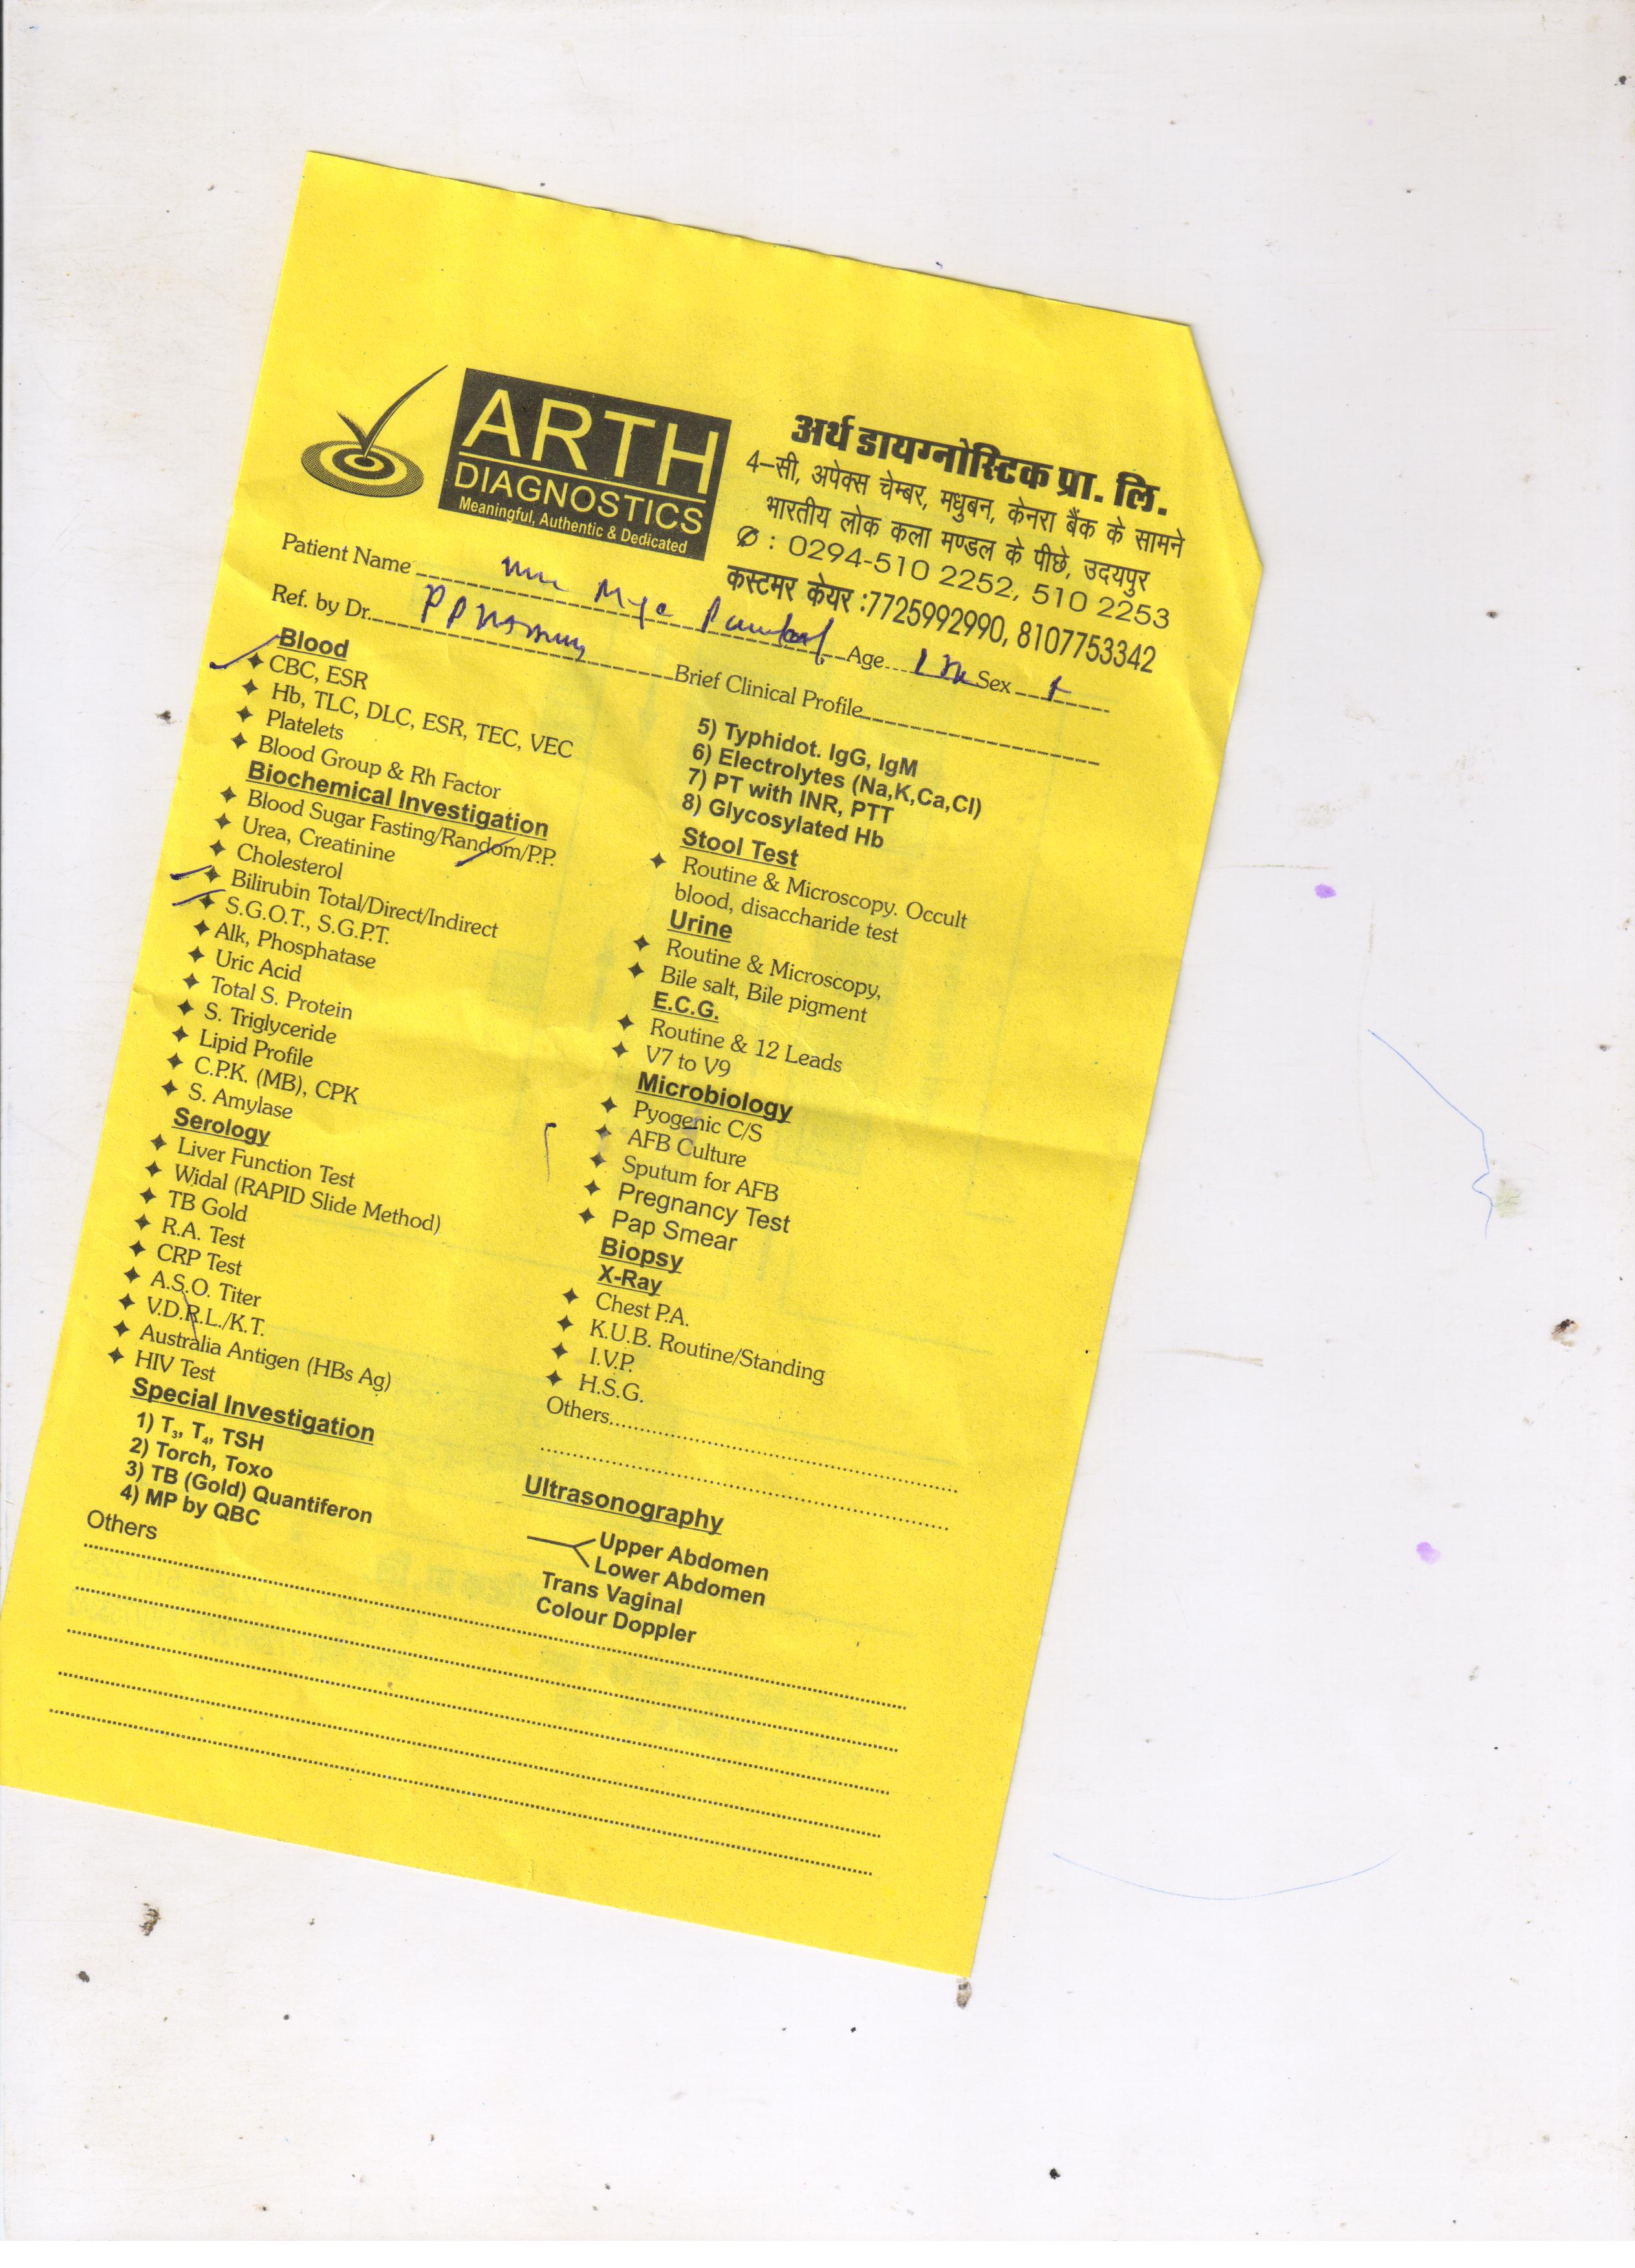 ARTH
DIAGNOSTICS
Meaningful, Authentic & Dedicated
अर्थ डायग्नोस्टिक प्रा. लि.
4–सी, अपेक्स चेम्बर, मधुबन, केनरा बैंक के सामने
भारतीय लोक कला मण्डल के पीछे, उदयपुर
✆ : 0294-510 2252, 510 2253
कस्टमर केयर :7725992990, 8107753342
Patient Name
Age Sex
Ref. by Dr. Brief Clinical Profile
Blood
CBC, ESR
Hb, TLC, DLC, ESR, TEC, VEC
Platelets
Blood Group & Rh Factor
Biochemical Investigation
Blood Sugar Fasting/Random/P.P.
Urea, Creatinine
Cholesterol
Bilirubin Total/Direct/Indirect
S.G.O.T., S.G.P.T.
Alk, Phosphatase
Uric Acid
Total S. Protein
S. Triglyceride
Lipid Profile
C.P.K. (MB), CPK
S. Amylase
Serology
Liver Function Test
Widal (RAPID Slide Method)
TB Gold
R.A. Test
CRP Test
A.S.O. Titer
V.D.R.L./K.T.
Australia Antigen (HBs Ag)
HIV Test
Special Investigation
1) T3, T4, TSH
2) Torch, Toxo
3) TB (Gold) Quantiferon
4) MP by QBC
Others
5) Typhidot. IgG, IgM
6) Electrolytes (Na,K,Ca,Cl)
7) PT with INR, PTT
8) Glycosylated Hb
Stool Test
Routine & Microscopy. Occult
blood, disaccharide test
Urine
Routine & Microscopy,
Bile salt, Bile pigment
E.C.G.
Routine & 12 Leads
V7 to V9
Microbiology
Pyogenic C/S
AFB Culture
Sputum for AFB
Pregnancy Test
Pap Smear
Biopsy
X-Ray
Chest P.A.
K.U.B. Routine/Standing
I.V.P.
H.S.G.
Others
Ultrasonography
Upper Abdomen
Lower Abdomen
Trans Vaginal
Colour Doppler